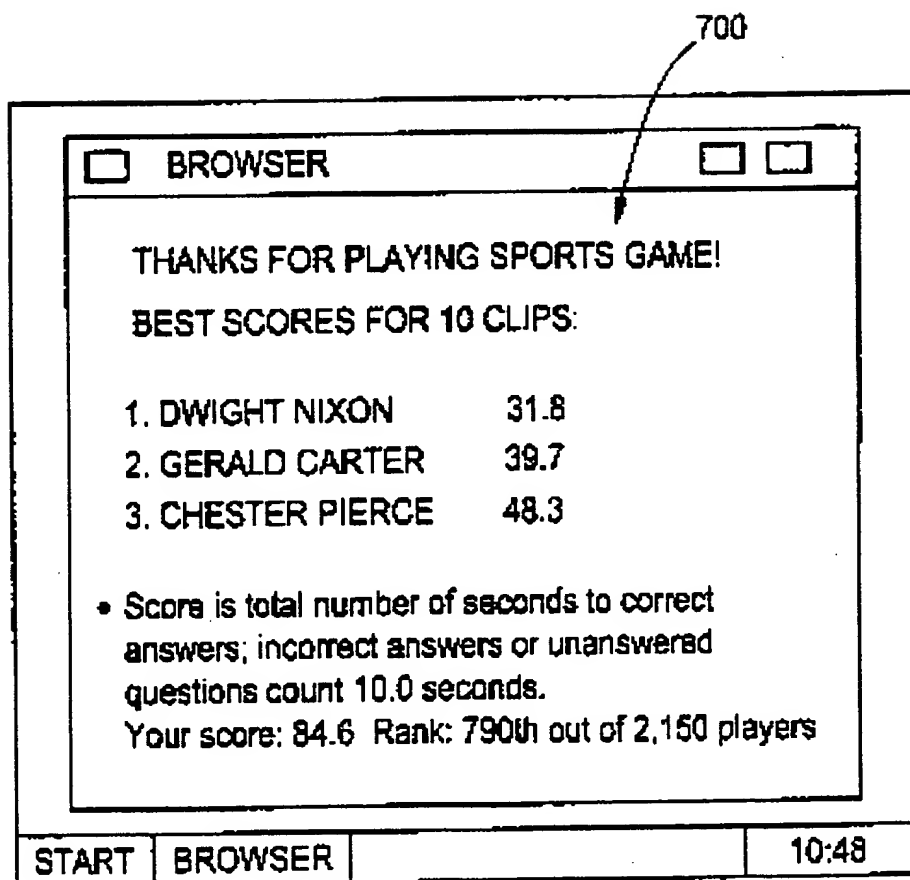 700
BROWSER
THANKS FOR PLAYING SPORTS GAME!
BEST SCORES FOR 10 CLIPS:
1. DWIGHT NIXON 31.8
2. GERALD CARTER 39.7
3. CHESTER PIERCE 48.3
• Score is total number of seconds to correct
answers; incorrect answers or unanswered
questions count 10.0 seconds.
Your score: 84.6 Rank: 790th out of 2,150 players
START BROWSER 10:48